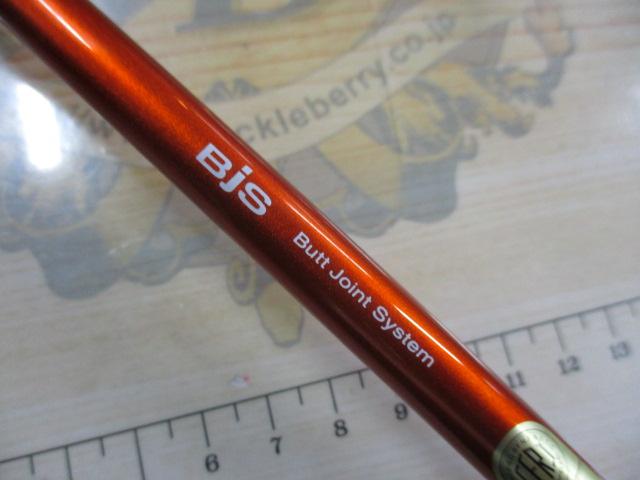 BjS
Butt Joint System
ckleberry.co.jp
6 7 8 9 11 12 13